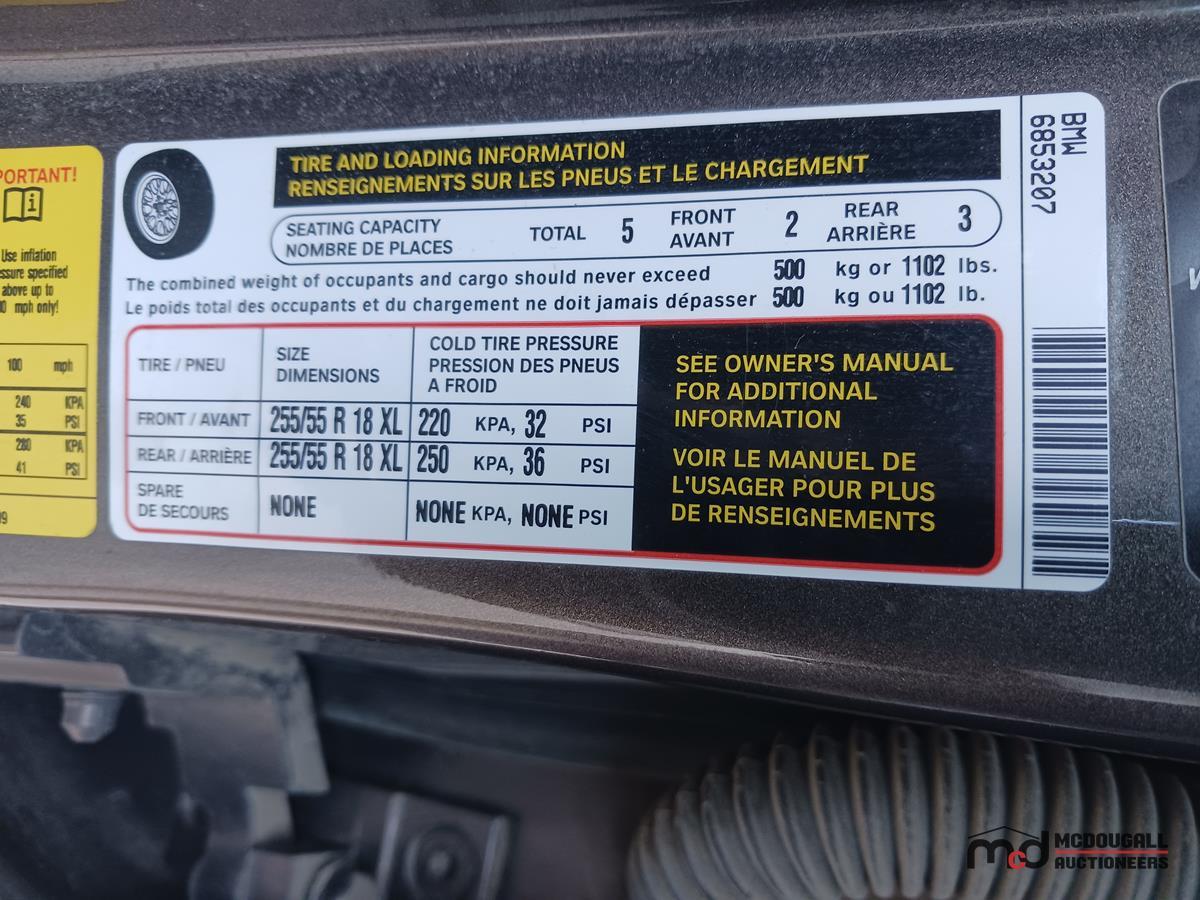 PORTANT!
Use inflation
ssure specified
above up to
mph only!
100 mph
240 KPA
35 PSI
280 KPA
41 PSI
TIRE AND LOADING INFORMATION
RENSEIGNEMENTS SUR LES PNEUS ET LE CHARGEMENT
SEATING CAPACITY
NOMBRE DE PLACES
TOTAL 5
FRONT
AVANT
2
REAR
ARRIÈRE
3
The combined weight of occupants and cargo should never exceed 500 kg or 1102 lbs.
Le poids total des occupants et du chargement ne doit jamais dépasser 500 kg ou 1102 lb.
TIRE / PNEU
SIZE
DIMENSIONS
COLD TIRE PRESSURE
PRESSION DES PNEUS
A FROID
FRONT / AVANT 255/55 R 18 XL 220 KPA, 32 PSI
REAR / ARRIÈRE 255/55 R 18 XL 250 KPA, 36 PSI
SPARE
DE SECOURS
NONE NONE KPA, NONE PSI
SEE OWNER'S MANUAL
FOR ADDITIONAL
INFORMATION
VOIR LE MANUEL DE
L'USAGER POUR PLUS
DE RENSEIGNEMENTS
BMW
6853207
mcd MCDOUGALL
AUCTIONEERS